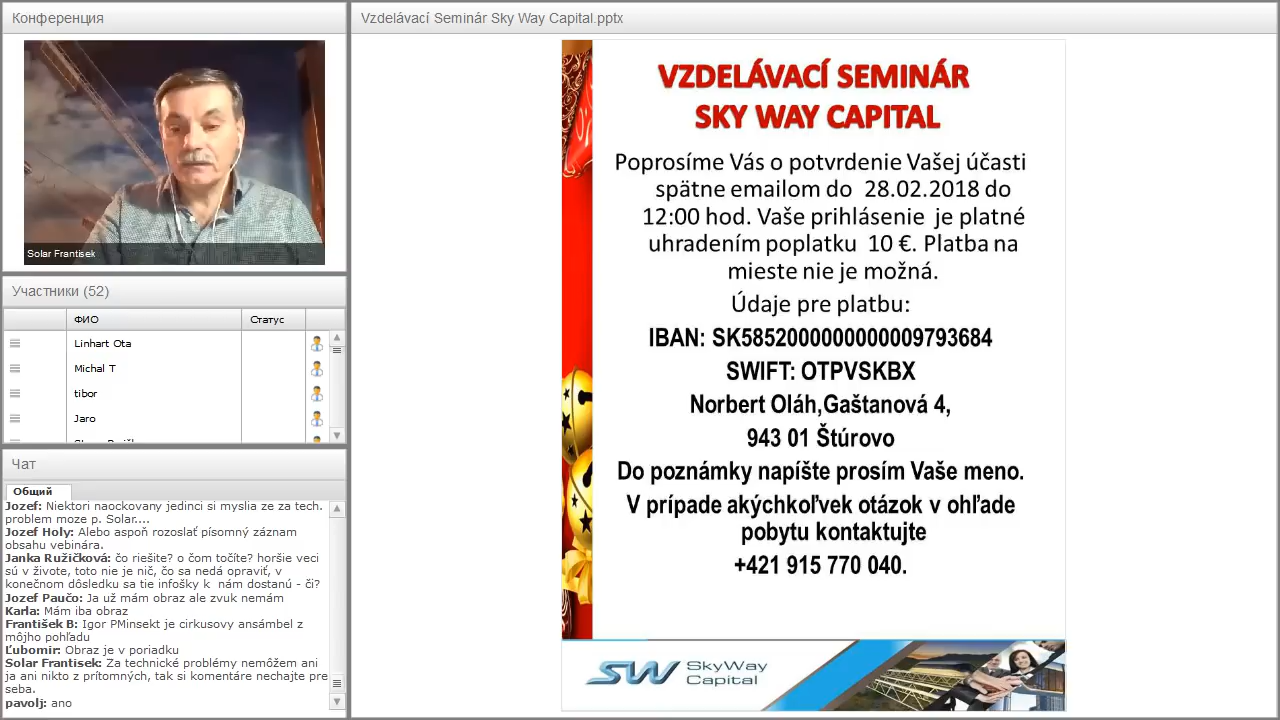 Конференция
Solar Frantisek
Участники (52)
ФИО
Статус
Linhart Ota
Michal T
tibor
Jaro
Чат
Общий
Jozef: Niektori naockovany jedinci si myslia ze za tech.
problem moze p. Solar....
Jozef Holy: Alebo aspoň rozoslať písomný záznam
obsahu vebinára.
Janka Ružičková: čo riešite? o čom točíte? horšie veci
sú v živote, toto nie je nič, čo sa nedá opraviť, v
konečnom dôsledku sa tie infošky k nám dostanú - či?
Jozef Paučo: Ja už mám obraz ale zvuk nemám
Karla: Mám iba obraz
František B: Igor PMinsekt je cirkusovy ansámbel z
môjho pohľadu
Ľubomir: Obraz je v poriadku
Solar Frantisek: Za technické problémy nemôžem ani
ja ani nikto z prítomných, tak si komentáre nechajte pre
seba.
pavolj: ano
Vzdelávací Seminár Sky Way Capital.pptx
VZDELÁVACÍ SEMINÁR
SKY WAY CAPITAL
Poprosíme Vás o potvrdenie Vašej účasti
spätne emailom do 28.02.2018 do
12:00 hod. Vaše prihlásenie je platné
uhradením poplatku 10 €. Platba na
mieste nie je možná.
Údaje pre platbu:
IBAN: SK5852000000000009793684
SWIFT: OTPVSKBX
Norbert Oláh,Gaštanová 4,
943 01 Štúrovo
Do poznámky napíšte prosím Vaše meno.
V prípade akýchkoľvek otázok v ohľade
pobytu kontaktujte
+421 915 770 040.
SW SkyWay
Capital